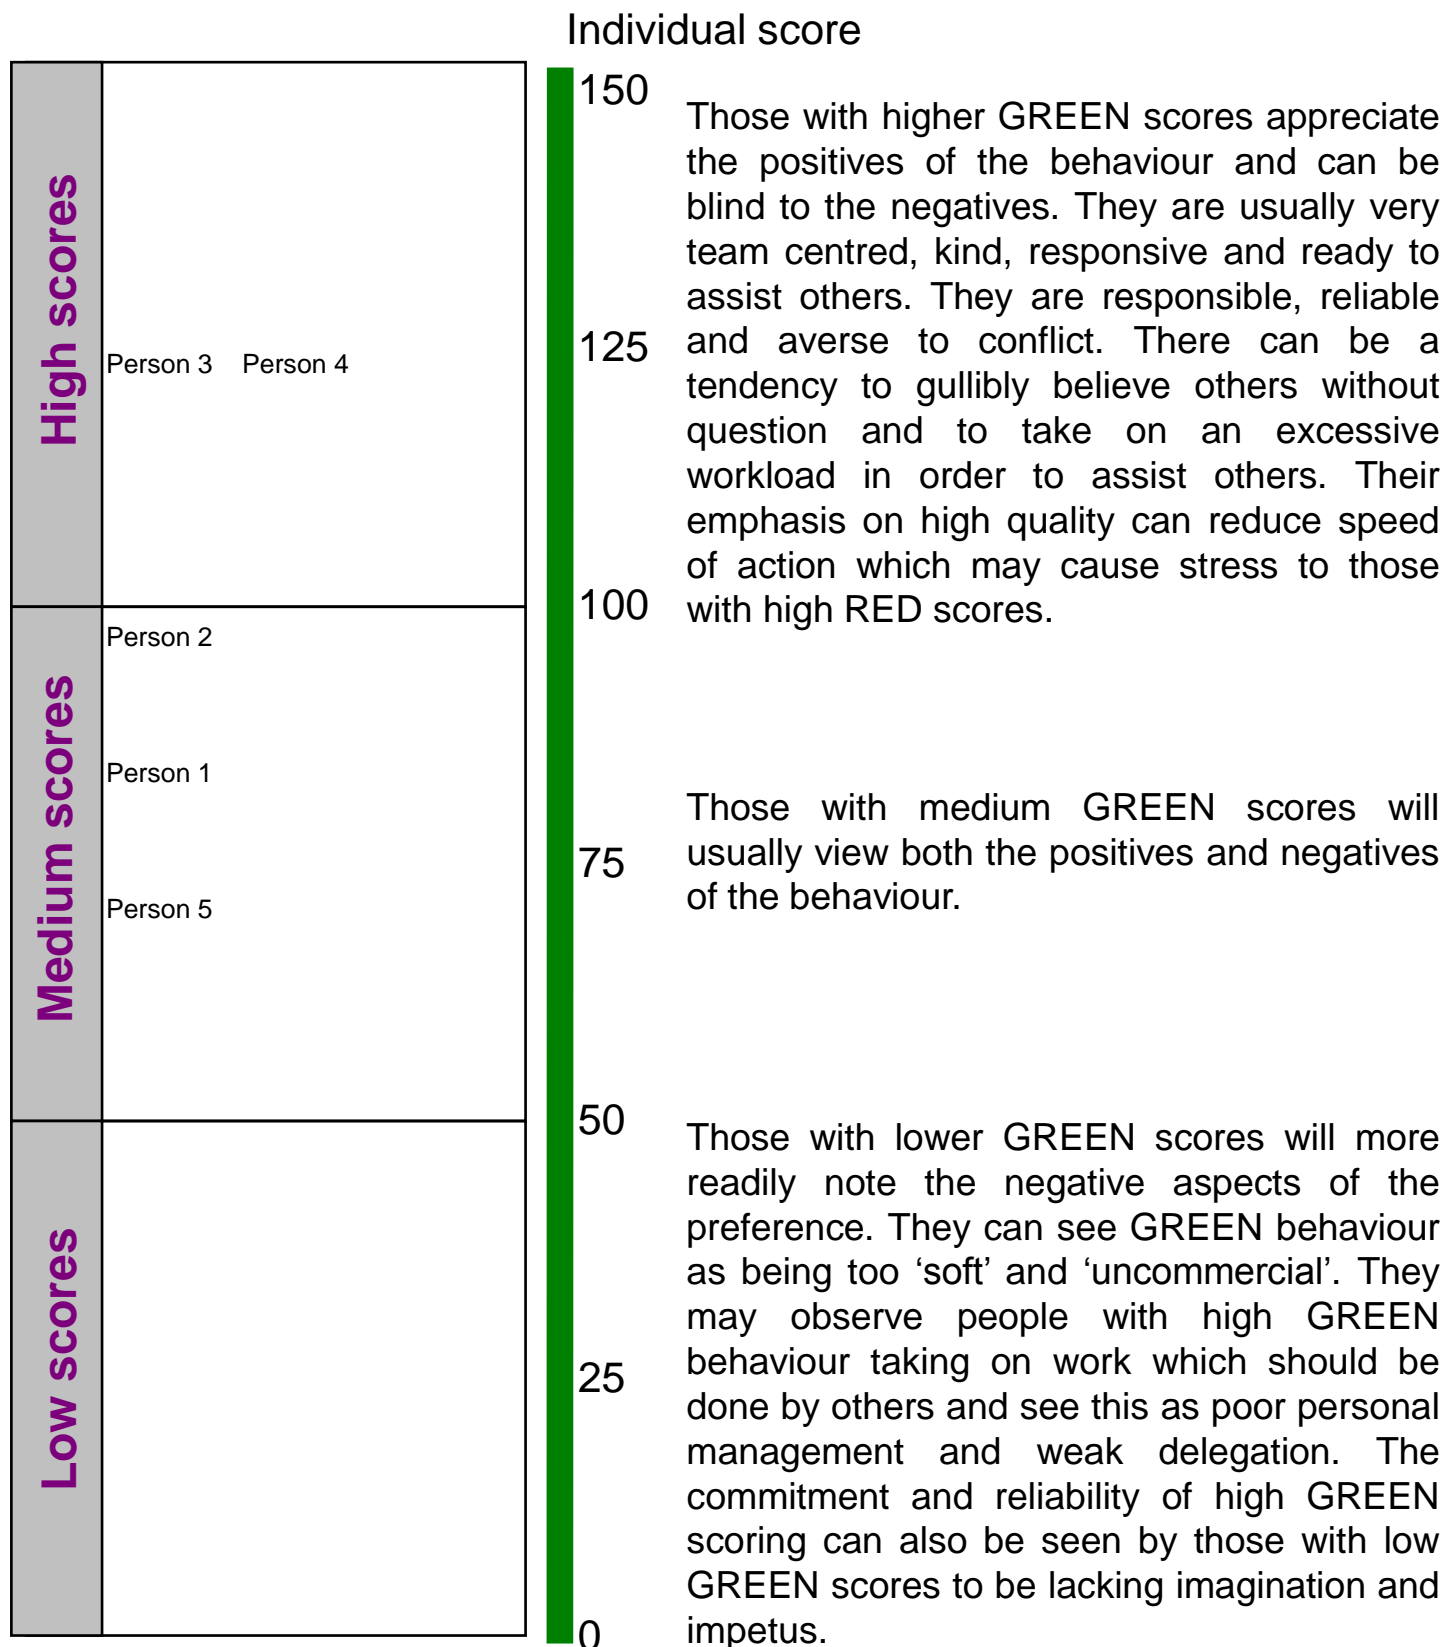 Individual score
High scores
Person 3 Person 4
Medium scores
Person 2
Person 1
Person 5
Low scores
150
125
100
75
50
25
0
Those with higher GREEN scores appreciate
the positives of the behaviour and can be
blind to the negatives. They are usually very
team centred, kind, responsive and ready to
assist others. They are responsible, reliable
and averse to conflict. There can be a
tendency to gullibly believe others without
question and to take on an excessive
workload in order to assist others. Their
emphasis on high quality can reduce speed
of action which may cause stress to those
with high RED scores.
Those with medium GREEN scores will
usually view both the positives and negatives
of the behaviour.
Those with lower GREEN scores will more
readily note the negative aspects of the
preference. They can see GREEN behaviour
as being too ‘soft’ and ‘uncommercial’. They
may observe people with high GREEN
behaviour taking on work which should be
done by others and see this as poor personal
management and weak delegation. The
commitment and reliability of high GREEN
scoring can also be seen by those with low
GREEN scores to be lacking imagination and
impetus.